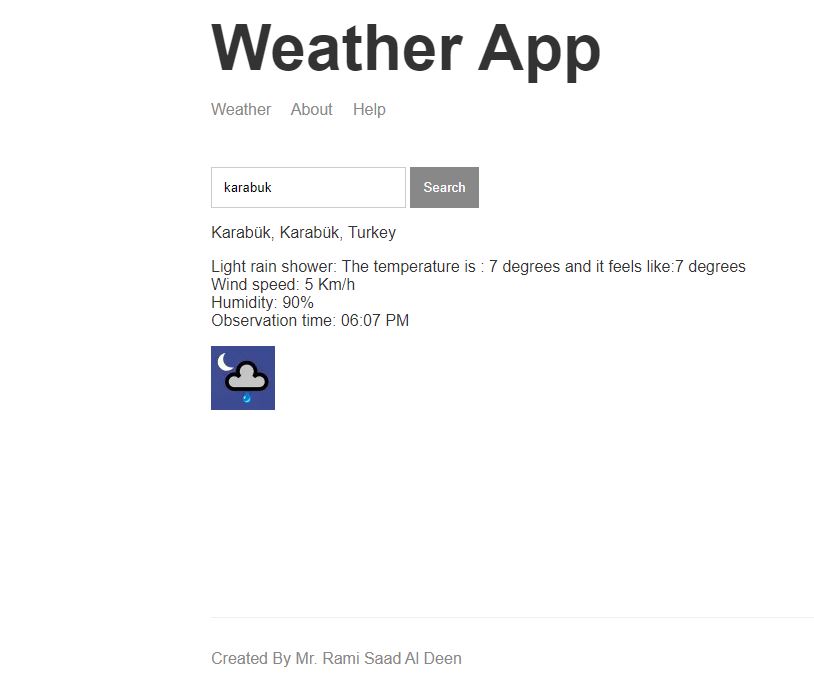 Weather App
Weather About Help
karabuk Search
Karabük, Karabük, Turkey
Light rain shower: The temperature is : 7 degrees and it feels like:7 degrees
Wind speed: 5 Km/h
Humidity: 90%
Observation time: 06:07 PM
Created By Mr. Rami Saad Al Deen